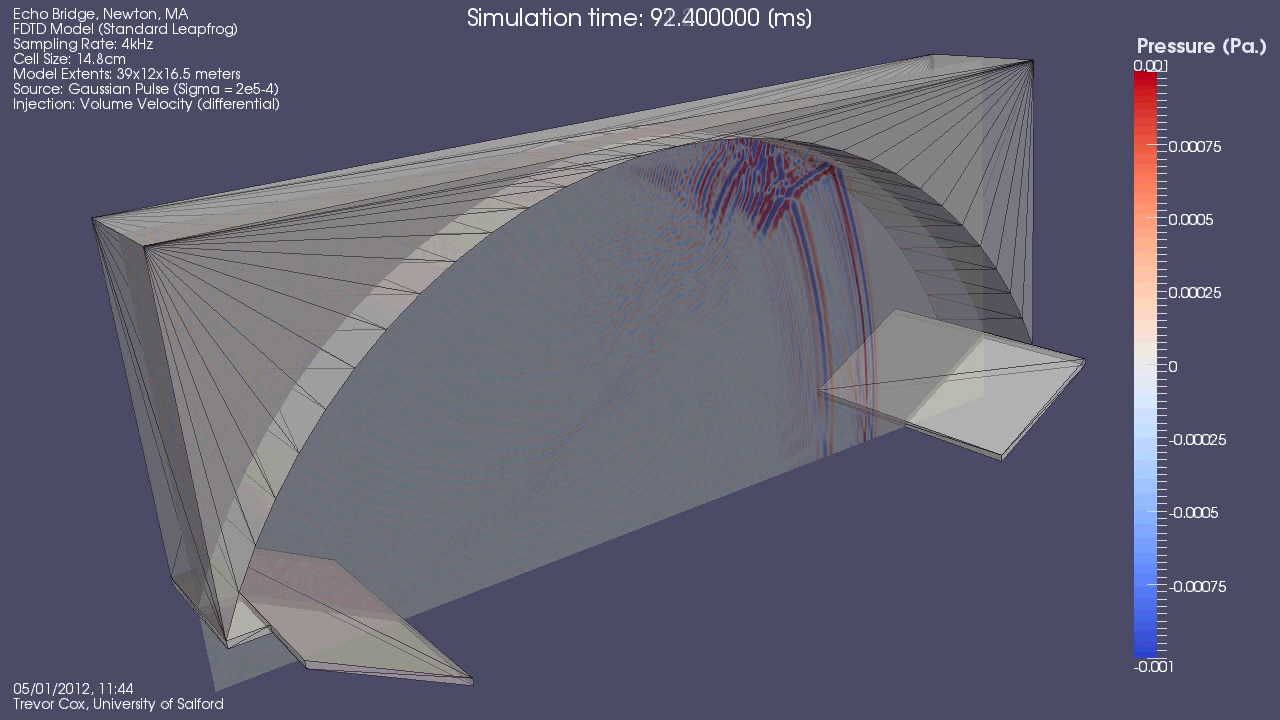 Echo Bridge, Newton, MA
FDTD Model (Standard Leapfrog)
Sampling Rate: 4kHz
Cell Size: 14.8cm
Model Extents: 39x12x16.5 meters
Source: Gaussian Pulse (Sigma = 2e5-4)
Injection: Volume Velocity (differential)
Simulation time: 92.400000 (ms)
Pressure (Pa.)
0.001
0.00075
0.0005
0.00025
0
-0.00025
-0.0005
-0.00075
-0.001
05/01/2012, 11:44
Trevor Cox, University of Salford